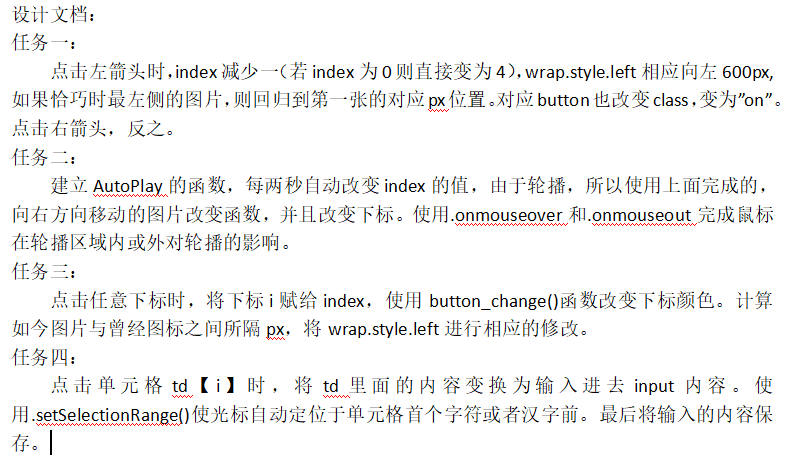 设计文档：
任务一：
点击左箭头时,index 减少一（若 index 为 0 则直接变为 4），wrap.style.left 相应向左 600px,
如果恰巧时最左侧的图片，则回归到第一张的对应 px 位置。对应 button 也改变 class，变为”on”。
点击右箭头，反之。
任务二：
建立 AutoPlay 的函数，每两秒自动改变 index 的值，由于轮播，所以使用上面完成的，
向右方向移动的图片改变函数，并且改变下标。使用.onmouseover 和.onmouseout 完成鼠标
在轮播区域内或外对轮播的影响。
任务三：
点击任意下标时，将下标 i 赋给 index，使用 button_change()函数改变下标颜色。计算
如今图片与曾经图标之间所隔 px，将 wrap.style.left 进行相应的修改。
任务四：
点击单元格 td【i】时，将 td 里面的内容变换为输入进去 input 内容。使
用.setSelectionRange()使光标自动定位于单元格首个字符或者汉字前。最后将输入的内容保
存。